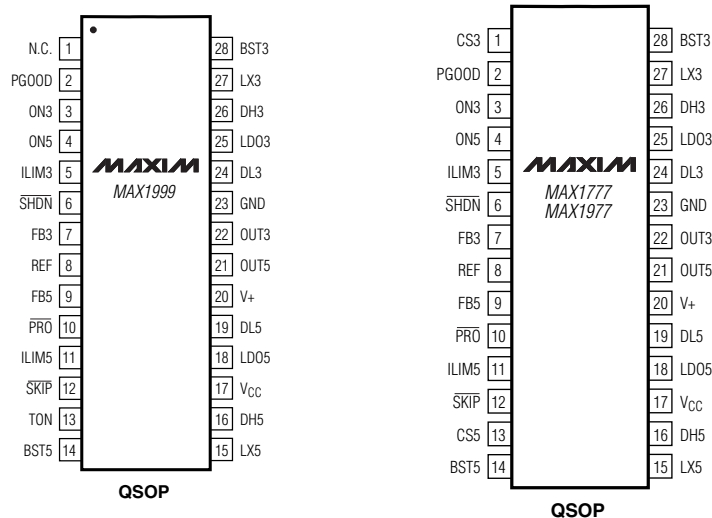 N.C. 1 28 BST3
PGOOD 2 27 LX3
ON3 3 26 DH3
ON5 4 25 LDO3
ILIM3 5 24 DL3
SHDN 6 23 GND
FB3 7 22 OUT3
REF 8 21 OUT5
FB5 9 20 V+
PRO 10 19 DL5
ILIM5 11 18 LDO5
SKIP 12 17 VCC
TON 13 16 DH5
BST5 14 15 LX5
MAXIM
MAX1999
QSOP
CS3 1 28 BST3
PGOOD 2 27 LX3
ON3 3 26 DH3
ON5 4 25 LDO3
ILIM3 5 24 DL3
SHDN 6 23 GND
FB3 7 22 OUT3
REF 8 21 OUT5
FB5 9 20 V+
PRO 10 19 DL5
ILIM5 11 18 LDO5
SKIP 12 17 VCC
CS5 13 16 DH5
BST5 14 15 LX5
MAXIM
MAX1777
MAX1977
QSOP